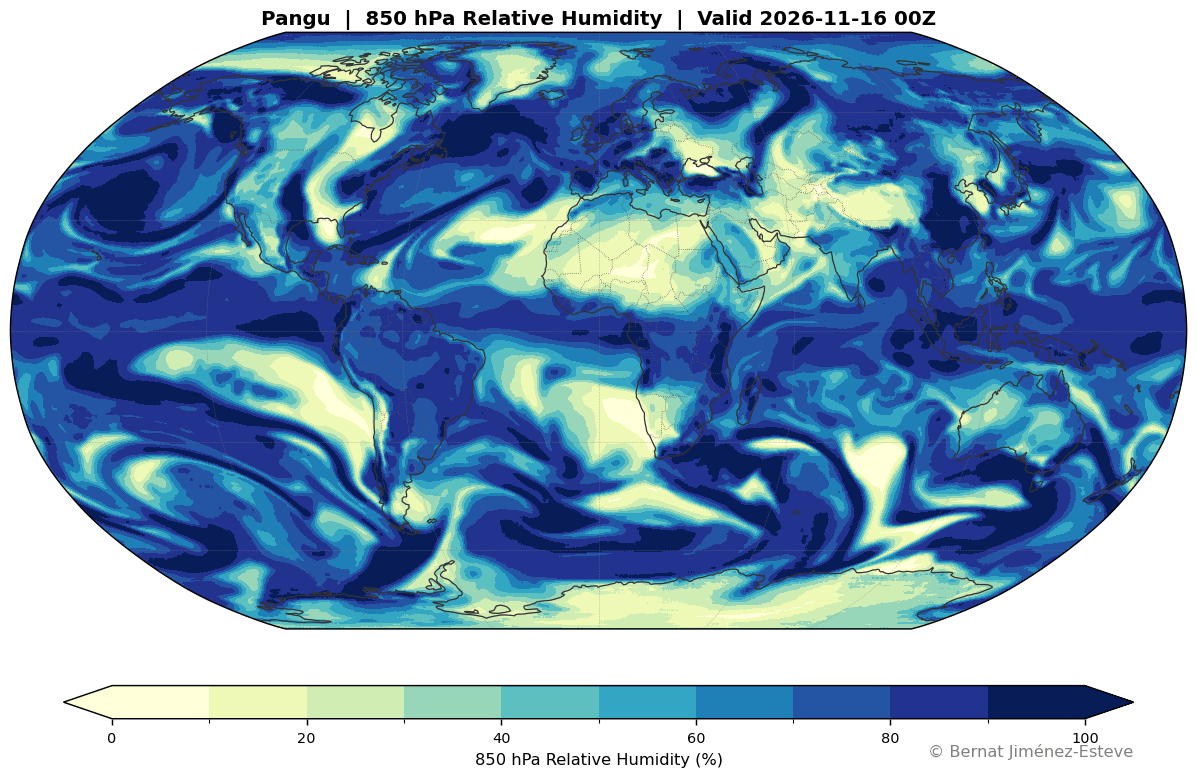 Pangu | 850 hPa Relative Humidity | Valid 2026-11-16 00Z
0 20 40 60 80 100
850 hPa Relative Humidity (%)
© Bernat Jiménez-Esteve